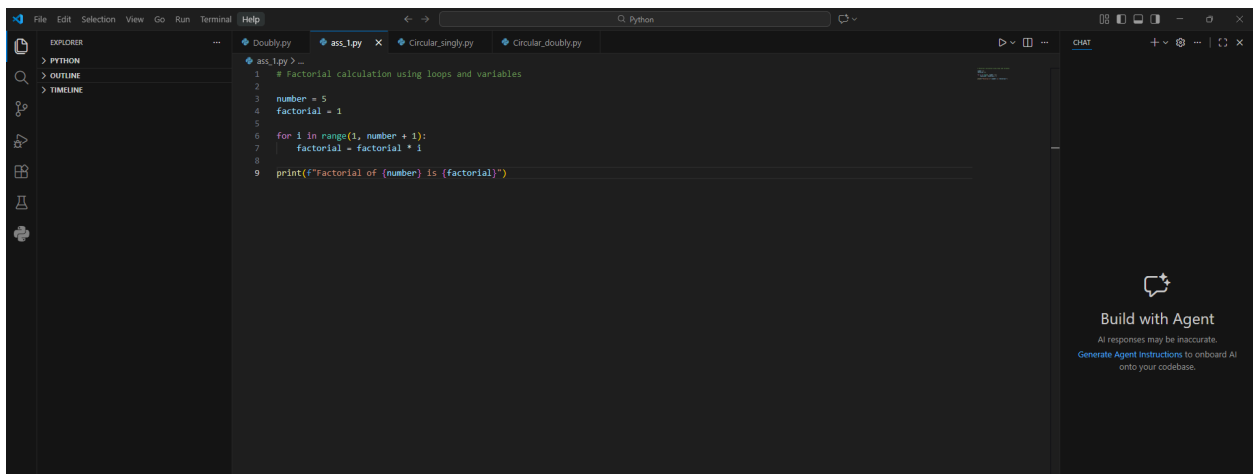 File Edit Selection View Go Run Terminal Help
Python
EXPLORER
PYTHON
OUTLINE
TIMELINE
Doubly.py
ass_1.py
Circular_singly.py
Circular_doubly.py
ass_1.py > ...
1 # Factorial calculation using loops and variables
2
3 number = 5
4 factorial = 1
5
6 for i in range(1, number + 1):
7     factorial = factorial * i
8
9 print(f"Factorial of {number} is {factorial}")
CHAT
Build with Agent
AI responses may be inaccurate.
Generate Agent Instructions to onboard AI
onto your codebase.